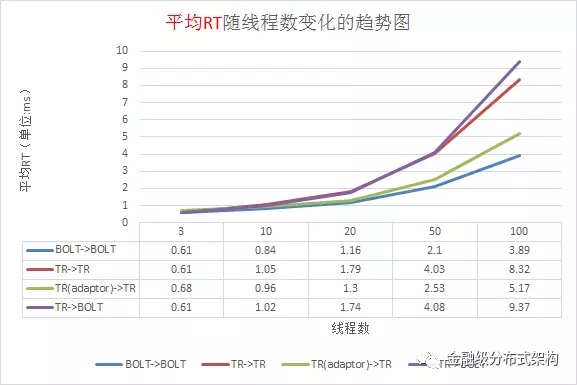 平均RT随线程数变化的趋势图
平均RT（单位:ms）
10
9
8
7
6
5
4
3
2
1
0
3 10 20 50 100
BOLT->BOLT 0.61 0.84 1.16 2.1 3.89
TR->TR 0.61 1.05 1.79 4.03 8.32
TR(adaptor)->TR 0.68 0.96 1.3 2.53 5.17
TR->BOLT 0.61 1.02 1.74 4.08 9.37
线程数
BOLT->BOLT TR->TR TR(adaptor)->TR TR->BOLT
金融级分布式架构